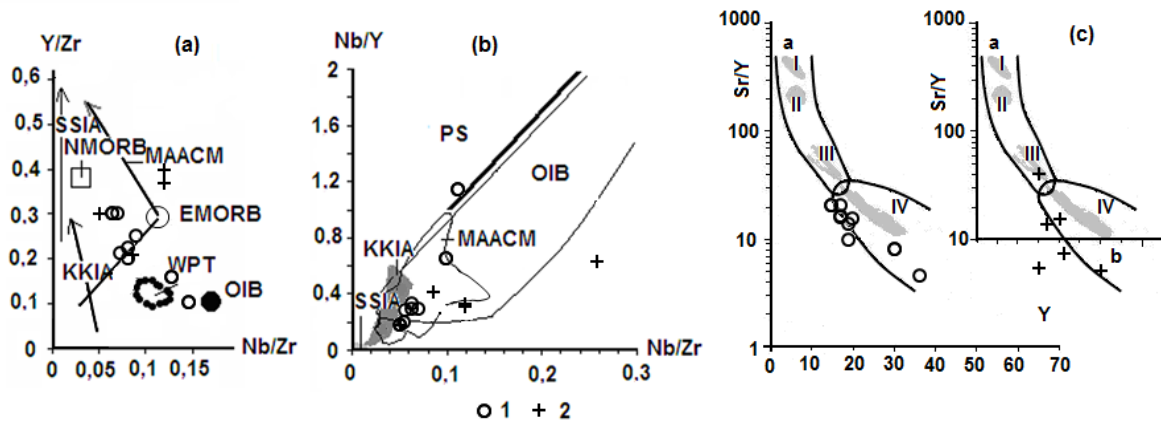 Y/Zr
(a)
0,6
0,5
0,4
0,3
0,2
0,1
0
SSIA
NMORB
MAACM
EMORB
KKIA
WPT
OIB
Nb/Zr
0
0,05
0,1
0,15
Nb/Y
(b)
2
1.6
1.2
0.8
0.4
0
PS
OIB
KKIA
MAACM
SSIA
Nb/Zr
0
0,1
0,2
0.3
1
2
1000
100
10
1
Sr/Y
a
I
II
III
IV
0
10
20
30
40
1000
100
10
Sr/Y
a
(c)
I
II
III
IV
b
Y
50
60
70